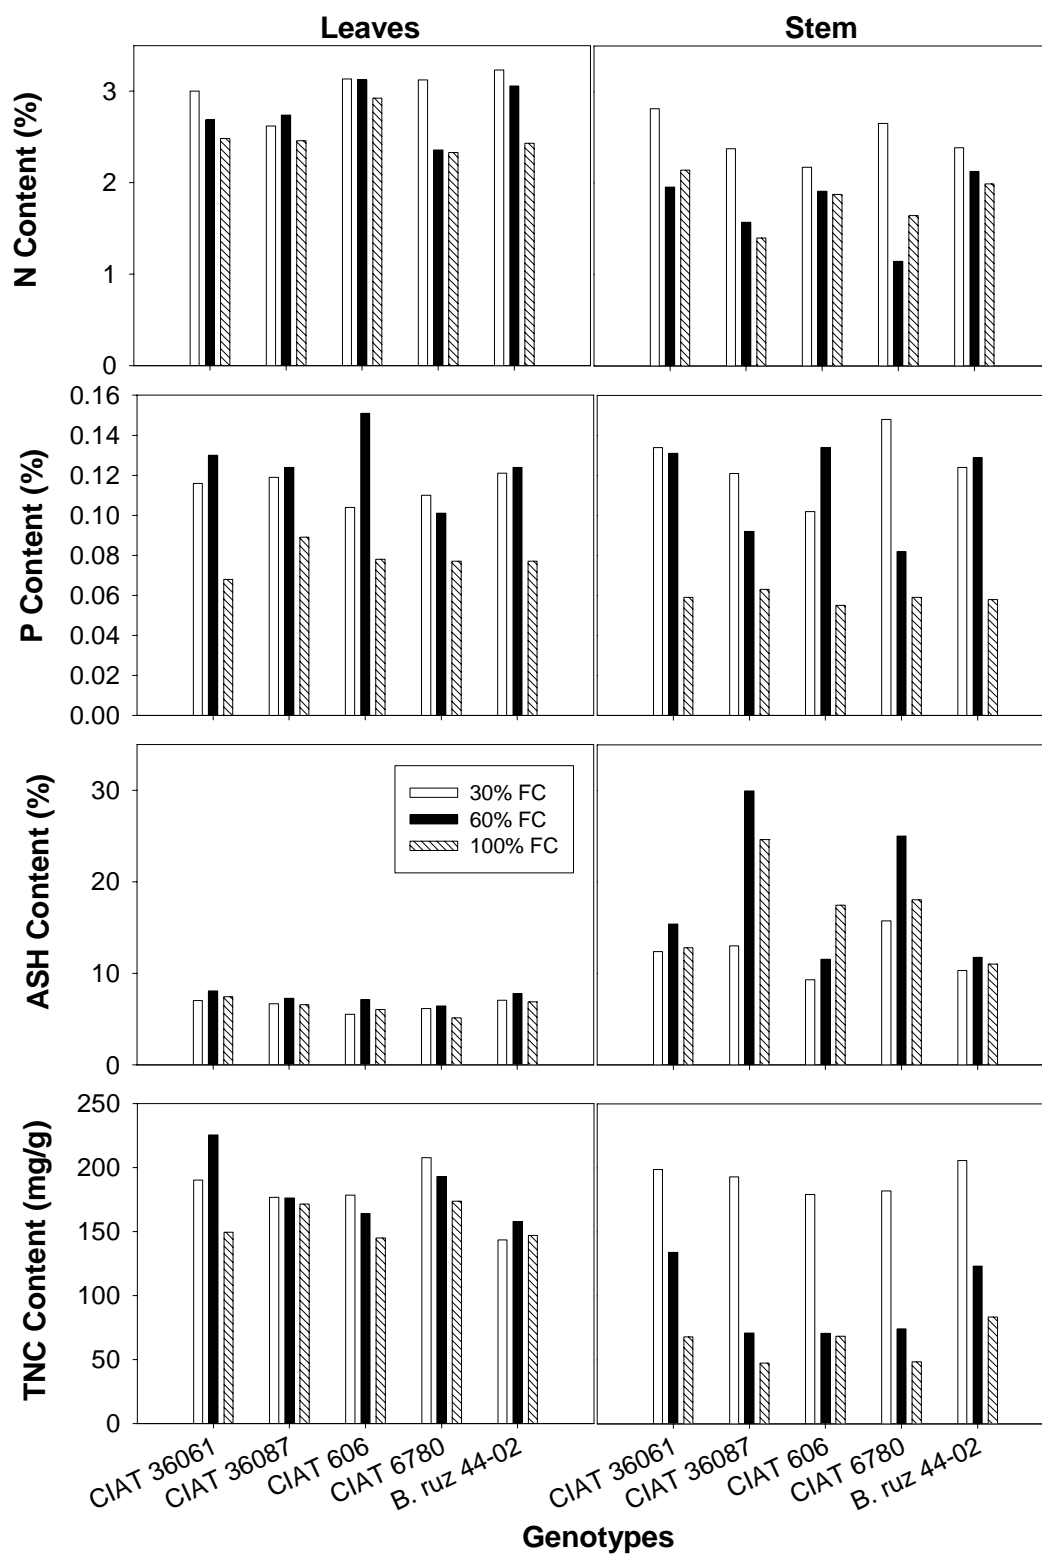 Leaves
Stem
N Content (%)
3
2
1
0
P Content (%)
0.16
0.14
0.12
0.10
0.08
0.06
0.04
0.02
0.00
ASH Content (%)
30
20
10
0
30% FC
60% FC
100% FC
TNC Content (mg/g)
250
200
150
100
50
0
CIAT 36061
CIAT 36087
CIAT 606
CIAT 6780
B. ruz 44-02
CIAT 36061
CIAT 36087
CIAT 606
CIAT 6780
B. ruz 44-02
Genotypes